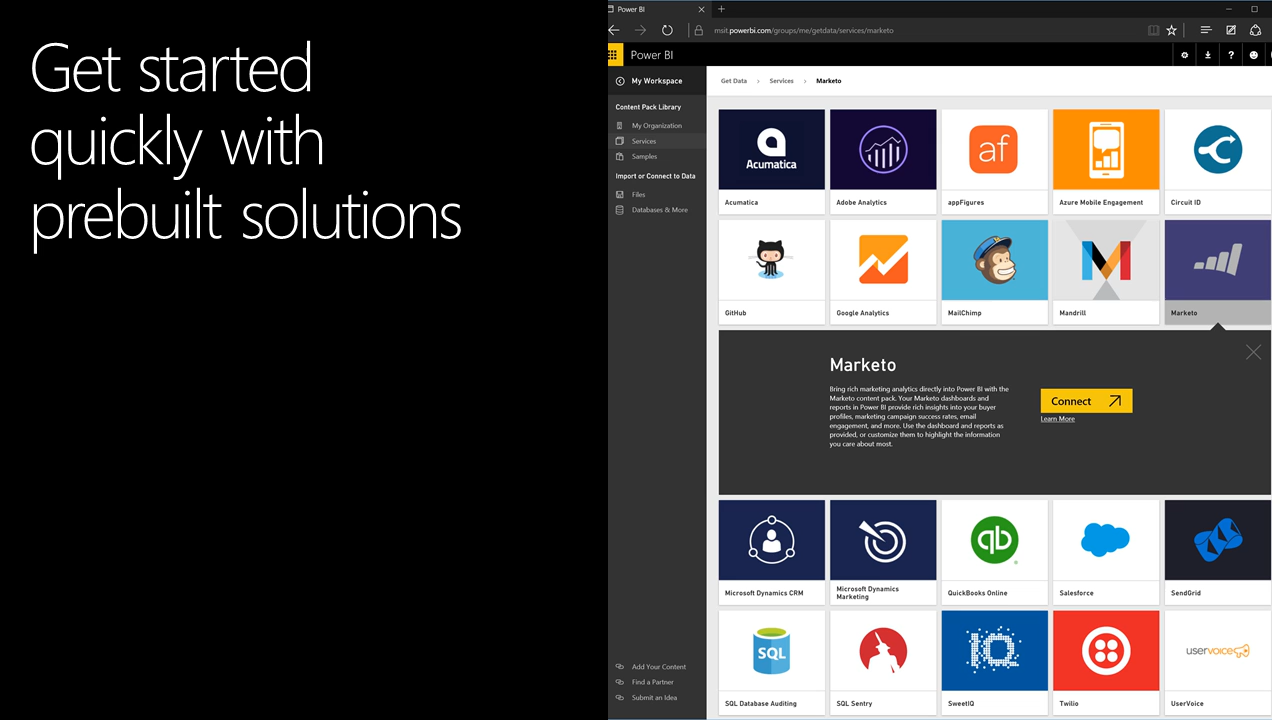 Get started
quickly with
prebuilt solutions
Power BI
msit.powerbi.com/groups/me/getdata/services/marketo
Power BI
?
My Workspace
Get Data > Services > Marketo
Content Pack Library
My Organization
Services
Samples
Import or Connect to Data
Files
Databases & More
Acumatica
af
Acumatica
Adobe Analytics
appFigures
Azure Mobile Engagement
Circuit ID
GitHub
Google Analytics
MailChimp
Mandrill
Marketo
Marketo
Bring rich marketing analytics directly into Power BI with the
Marketo content pack. Your Marketo dashboards and
reports in Power BI provide rich insights into your buyer
profiles, marketing campaign success rates, email
engagement, and more. Use the dashboard and reports as
provided, or customize them to highlight the information
you care about most.
Connect
Learn More
qb
Microsoft Dynamics CRM
Microsoft Dynamics
Marketing
QuickBooks Online
Salesforce
SendGrid
SQL
IQ
uservoice
SQL Database Auditing
SQL Sentry
SweetIQ
Twilio
UserVoice
Add Your Content
Find a Partner
Submit an Idea